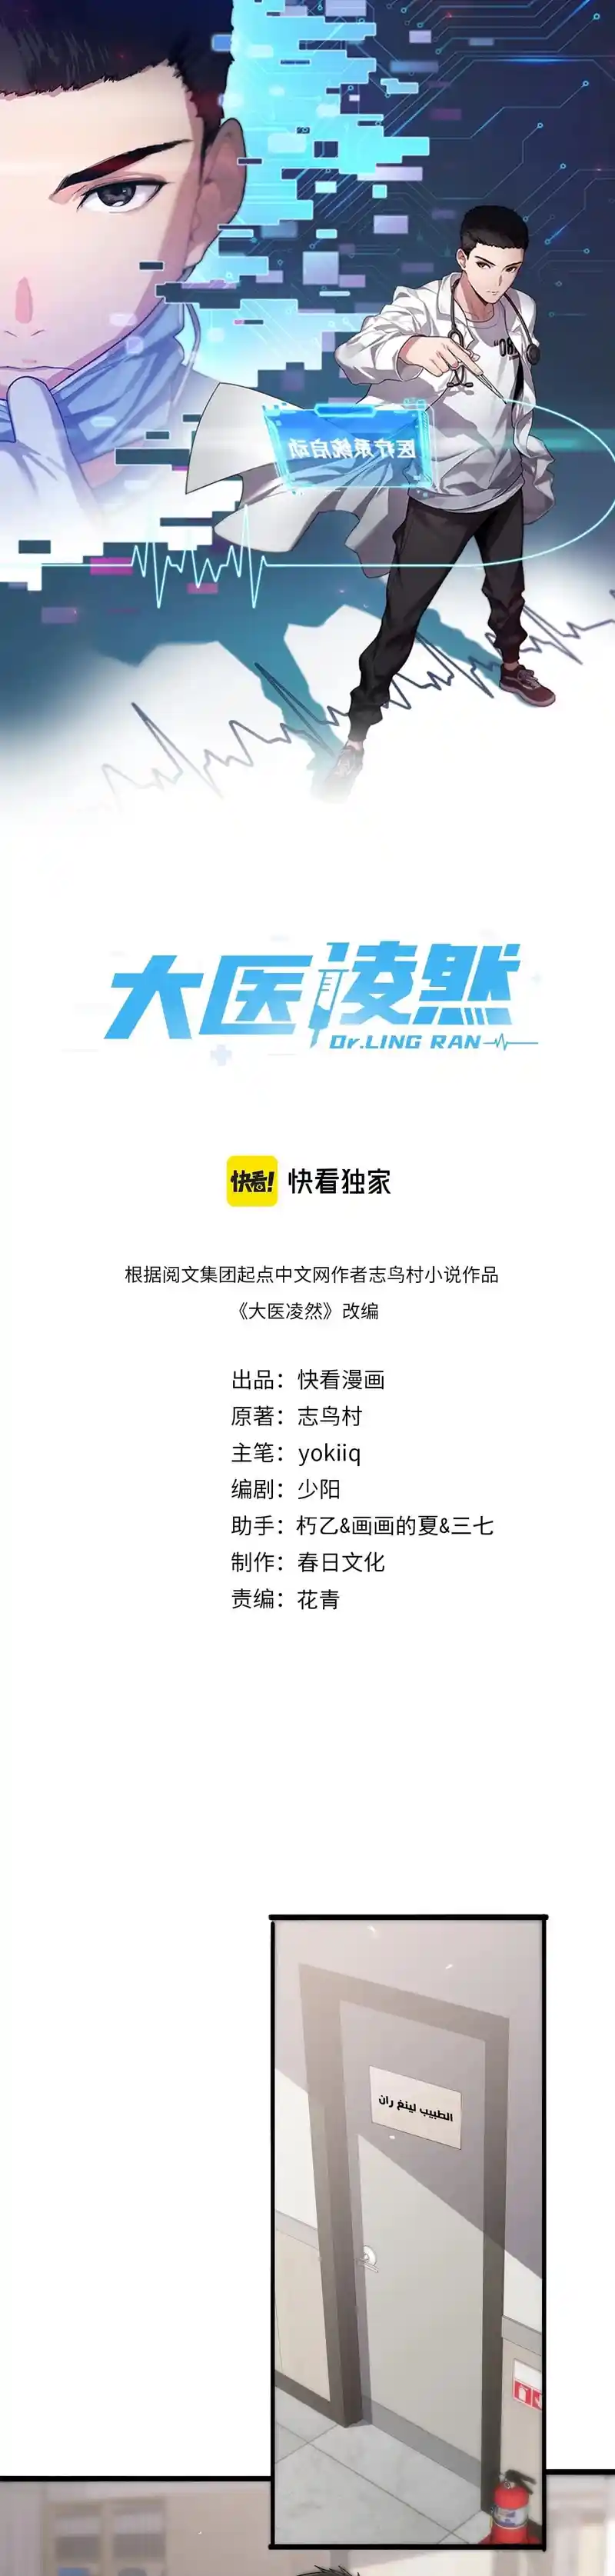 医疗系统启动
大医凌然
Dr.LING RAN
快看! 快看独家
根据阅文集团起点中文网作者志鸟村小说作品
《大医凌然》改编
出品：快看漫画
原著：志鸟村
主笔：yokiiq
编剧：少阳
助手：朽乙&画画的夏&三七
制作：春日文化
责编：花青
الطبيب لينغ ران